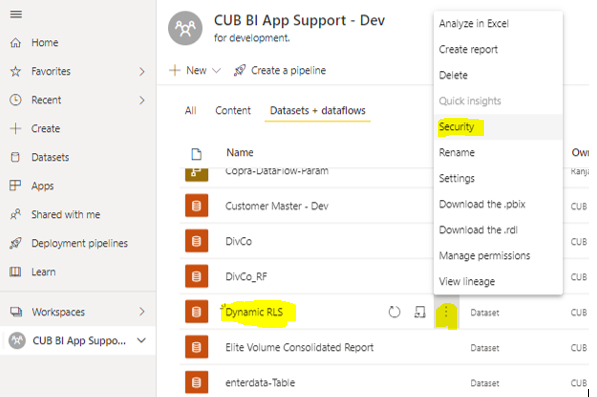 Home
Favorites
Recent
Create
Datasets
Apps
Shared with me
Deployment pipelines
Learn
Workspaces
CUB BI App Suppo...
CUB BI App Support - Dev
for development.
New
Create a pipeline
All Content Datasets + dataflows
Name Ow
Copra-DataFlow-Param Kanja
Customer Master - Dev CUB
DivCo CUB
DivCo_RF CUB
Dynamic RLS Dataset CUB
Elite Volume Consolidated Report Dataset CUB
enterdata-Table Dataset CUB
Analyze in Excel
Create report
Delete
Quick insights
Security
Rename
Settings
Download the .pbix
Download the .rdl
Manage permissions
View lineage